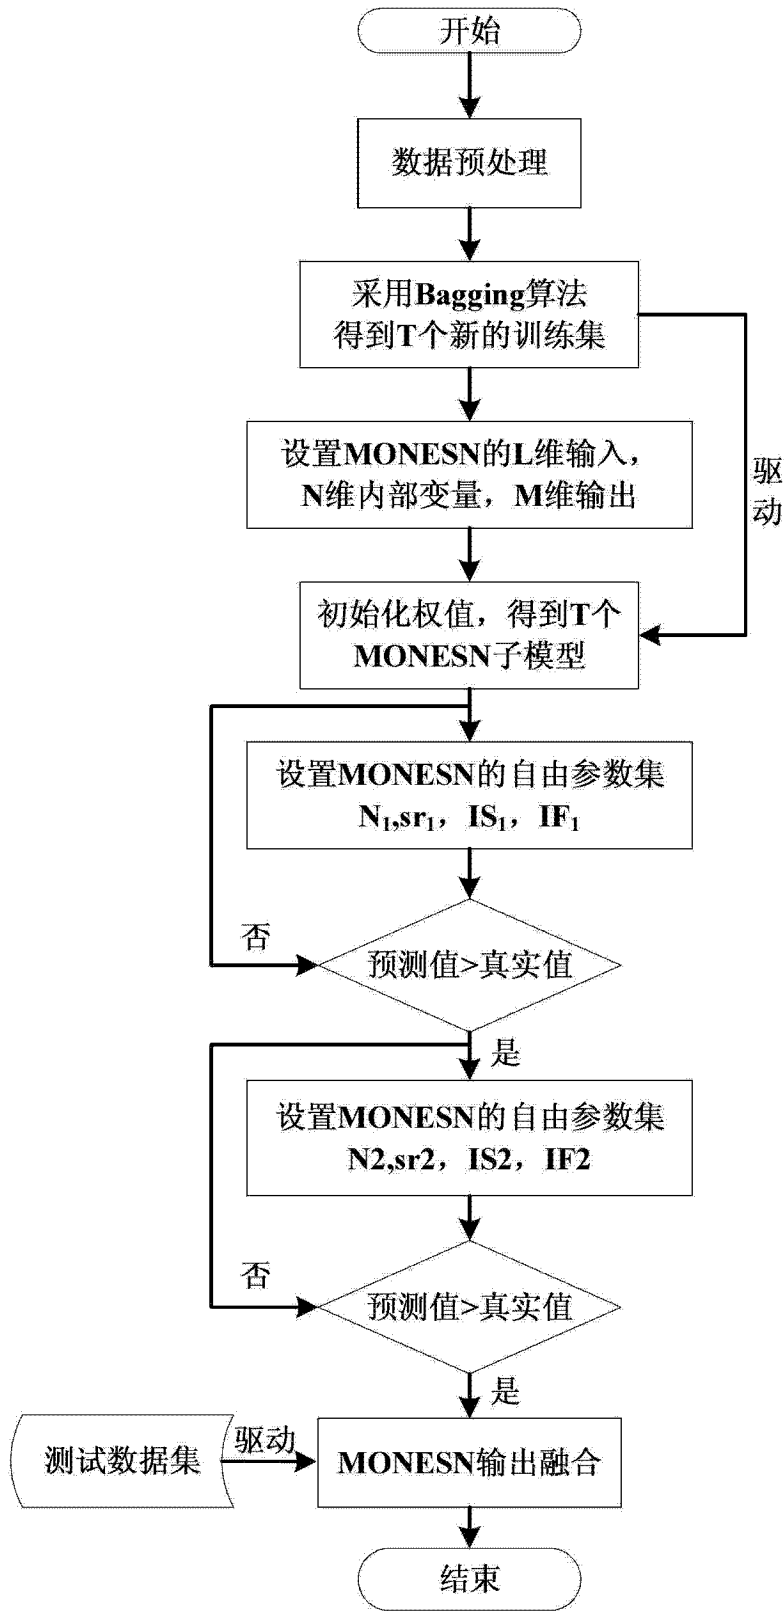 开始
数据预处理
采用Bagging算法
得到T个新的训练集
设置MONESN的L维输入，
N维内部变量，M维输出
驱动
初始化权值，得到T个
MONESN子模型
设置MONESN的自由参数集
N₁,sr₁，IS₁，IF₁
否
预测值>真实值
是
设置MONESN的自由参数集
N2,sr2，IS2，IF2
否
预测值>真实值
是
测试数据集
驱动
MONESN输出融合
结束